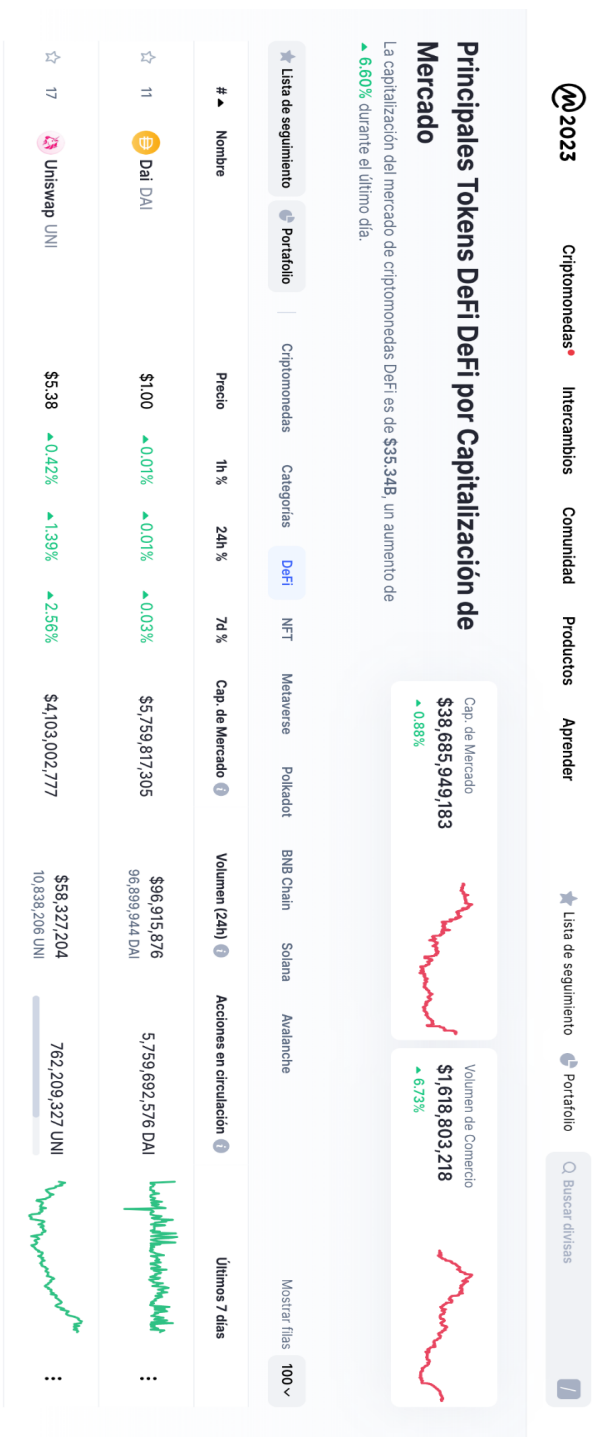 2023
Criptomonedas
Intercambios
Comunidad
Productos
Aprender
Lista de seguimiento
Portafolio
Buscar divisas
/
Principales Tokens DeFi DeFi por Capitalización de
Mercado
La capitalización del mercado de criptomonedas DeFi es de $35.34B, un aumento de
6.60% durante el último día.
Cap. de Mercado
$38,685,949,183
0.88%
Volumen de Comercio
$1,618,803,218
6.73%
Lista de seguimiento
Portafolio
Criptomonedas
Categorías
DeFi
NFT
Metaverse
Polkadot
BNB Chain
Solana
Avalanche
Mostrar filas
100
# Nombre Precio 1h % 24h % 7d % Cap. de Mercado Volumen (24h) Acciones en circulación Últimos 7 días
11 Dai DAI $1.00 0.01% 0.01% 0.03% $5,759,817,305 $96,915,876 5,759,692,576 DAI
96,899,944 DAI
17 Uniswap UNI $5.38 0.42% 1.39% 2.56% $4,103,002,777 $58,327,204 762,209,327 UNI
10,838,206 UNI